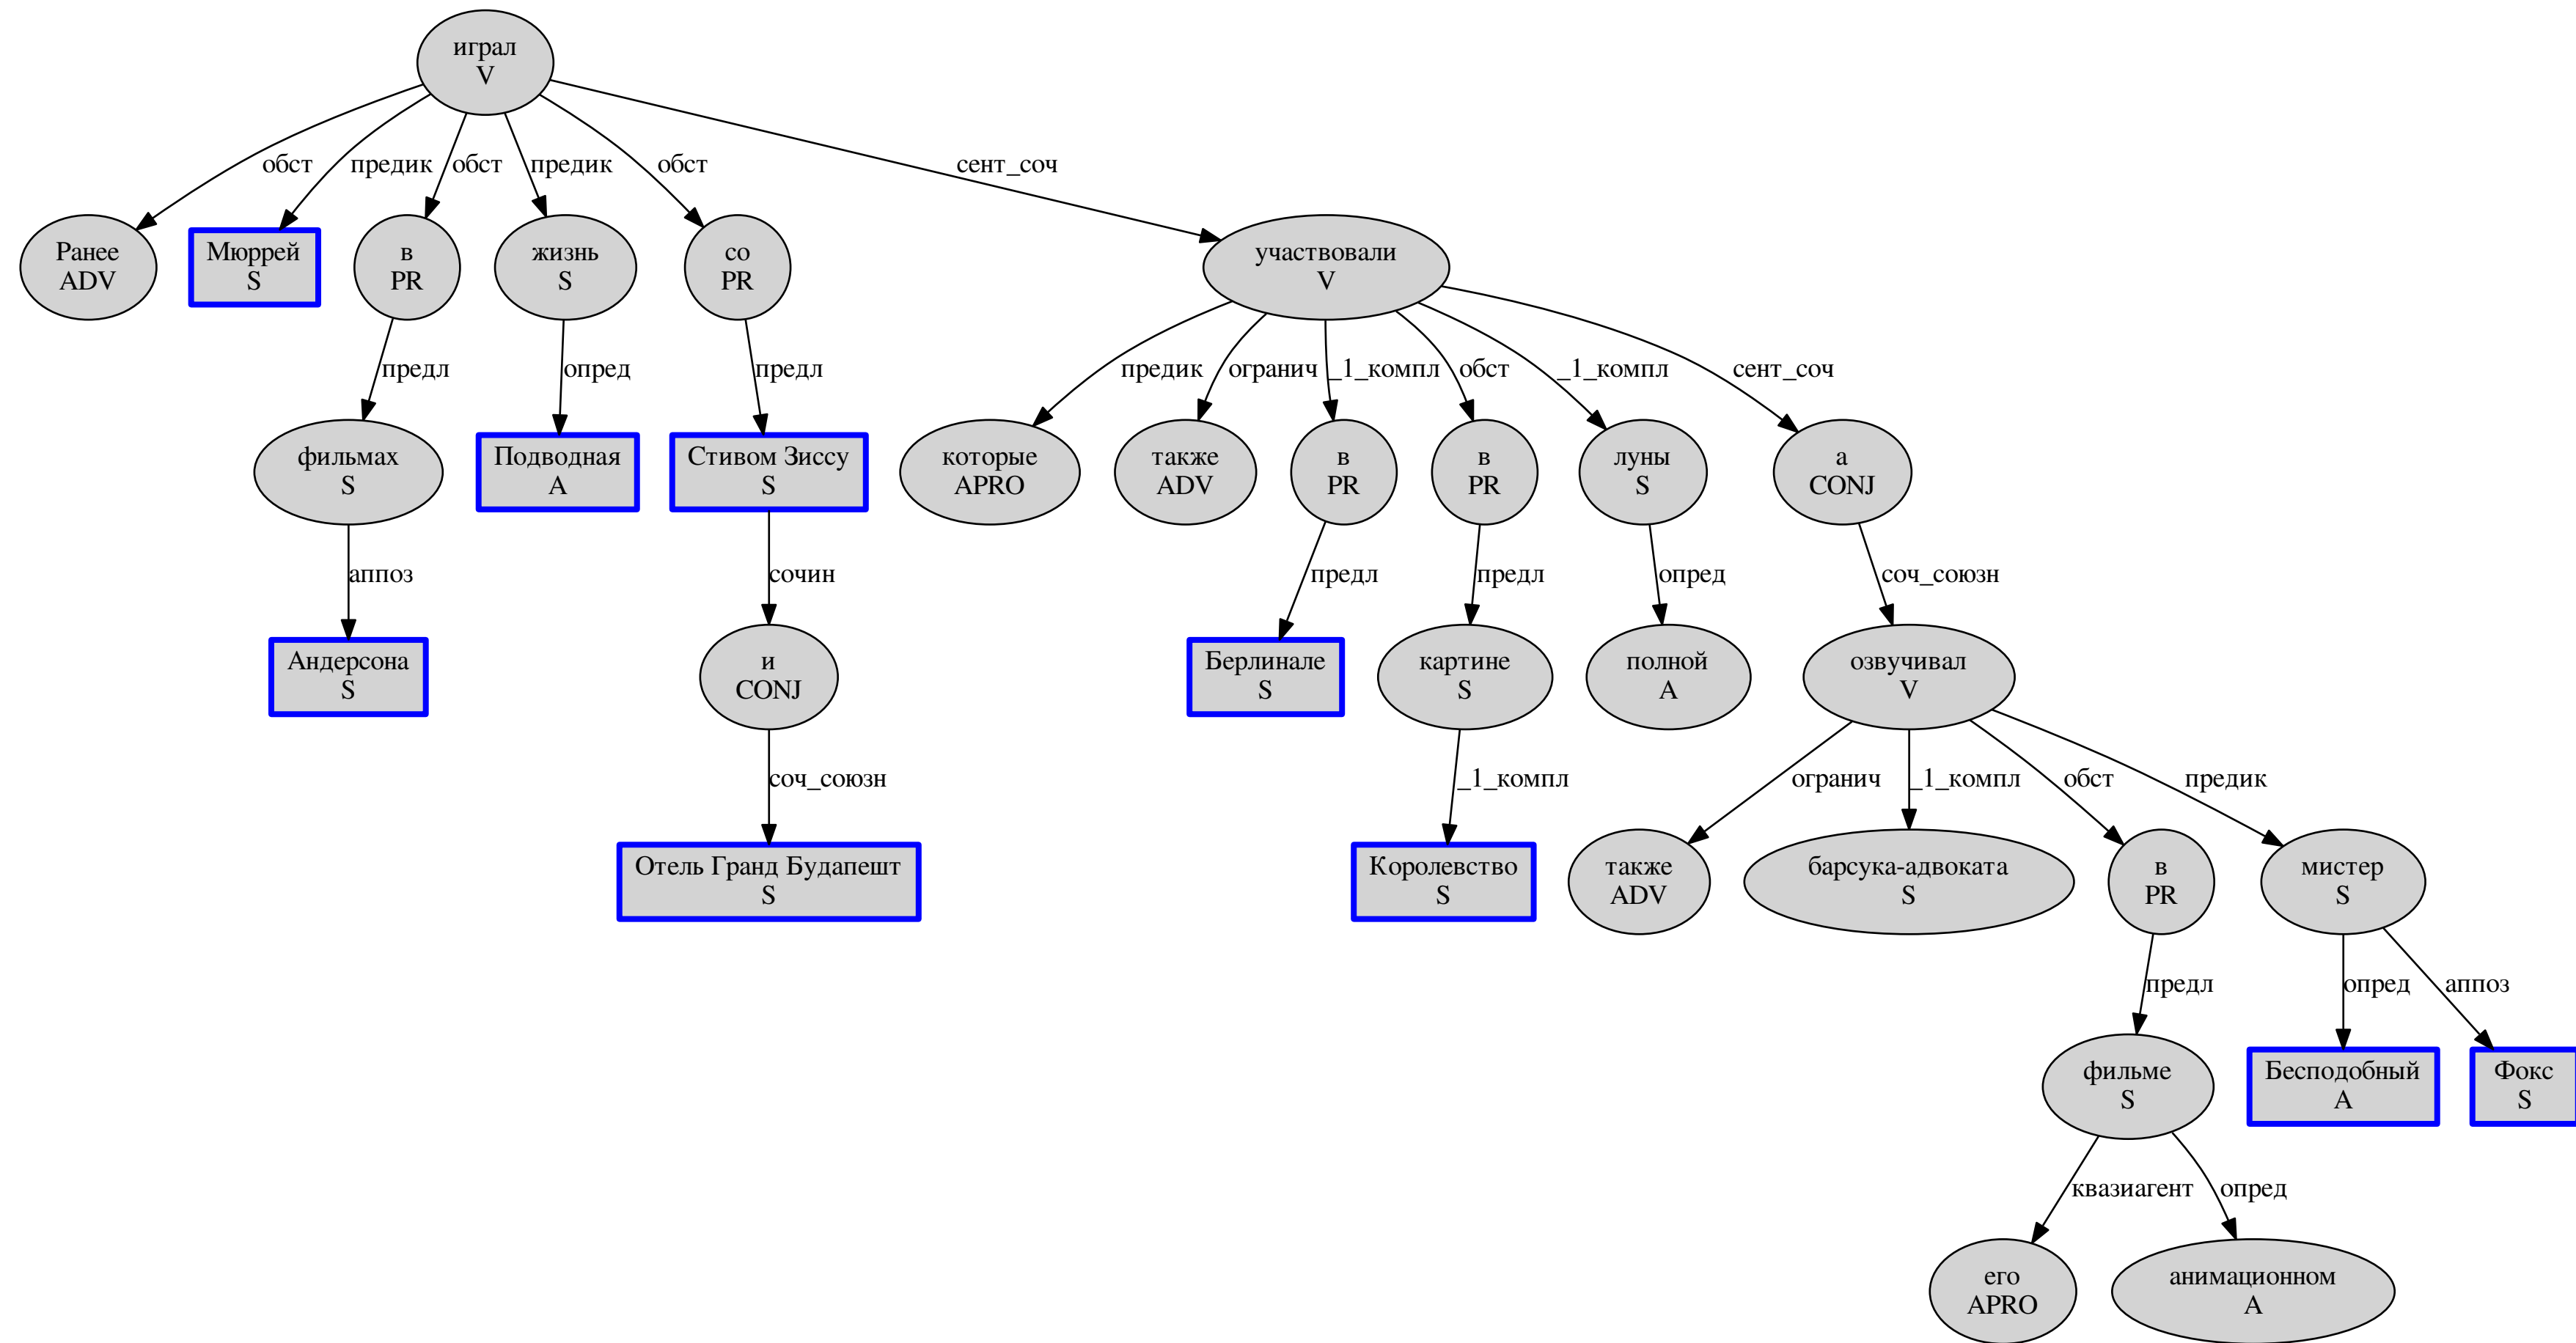 играл
V
обст
предик
обст
предик
обст
сент_соч
Ранее
ADV
Мюррей
S
в
PR
жизнь
S
со
PR
участвовали
V
предл
опред
предл
предик
огранич
_1_компл
обст
_1_компл
сент_соч
фильмах
S
Подводная
A
Стивом Зиссу
S
которые
APRO
также
ADV
в
PR
в
PR
луны
S
а
CONJ
аппоз
сочин
предл
предл
опред
соч_союзн
Андерсона
S
и
CONJ
Берлинале
S
картине
S
полной
A
озвучивал
V
соч_союзн
_1_компл
огранич
_1_компл
обст
предик
Отель Гранд Будапешт
S
Королевство
S
также
ADV
барсука-адвоката
S
в
PR
мистер
S
предл
опред
аппоз
фильме
S
Бесподобный
A
Фокс
S
квазиагент
опред
его
APRO
анимационном
A